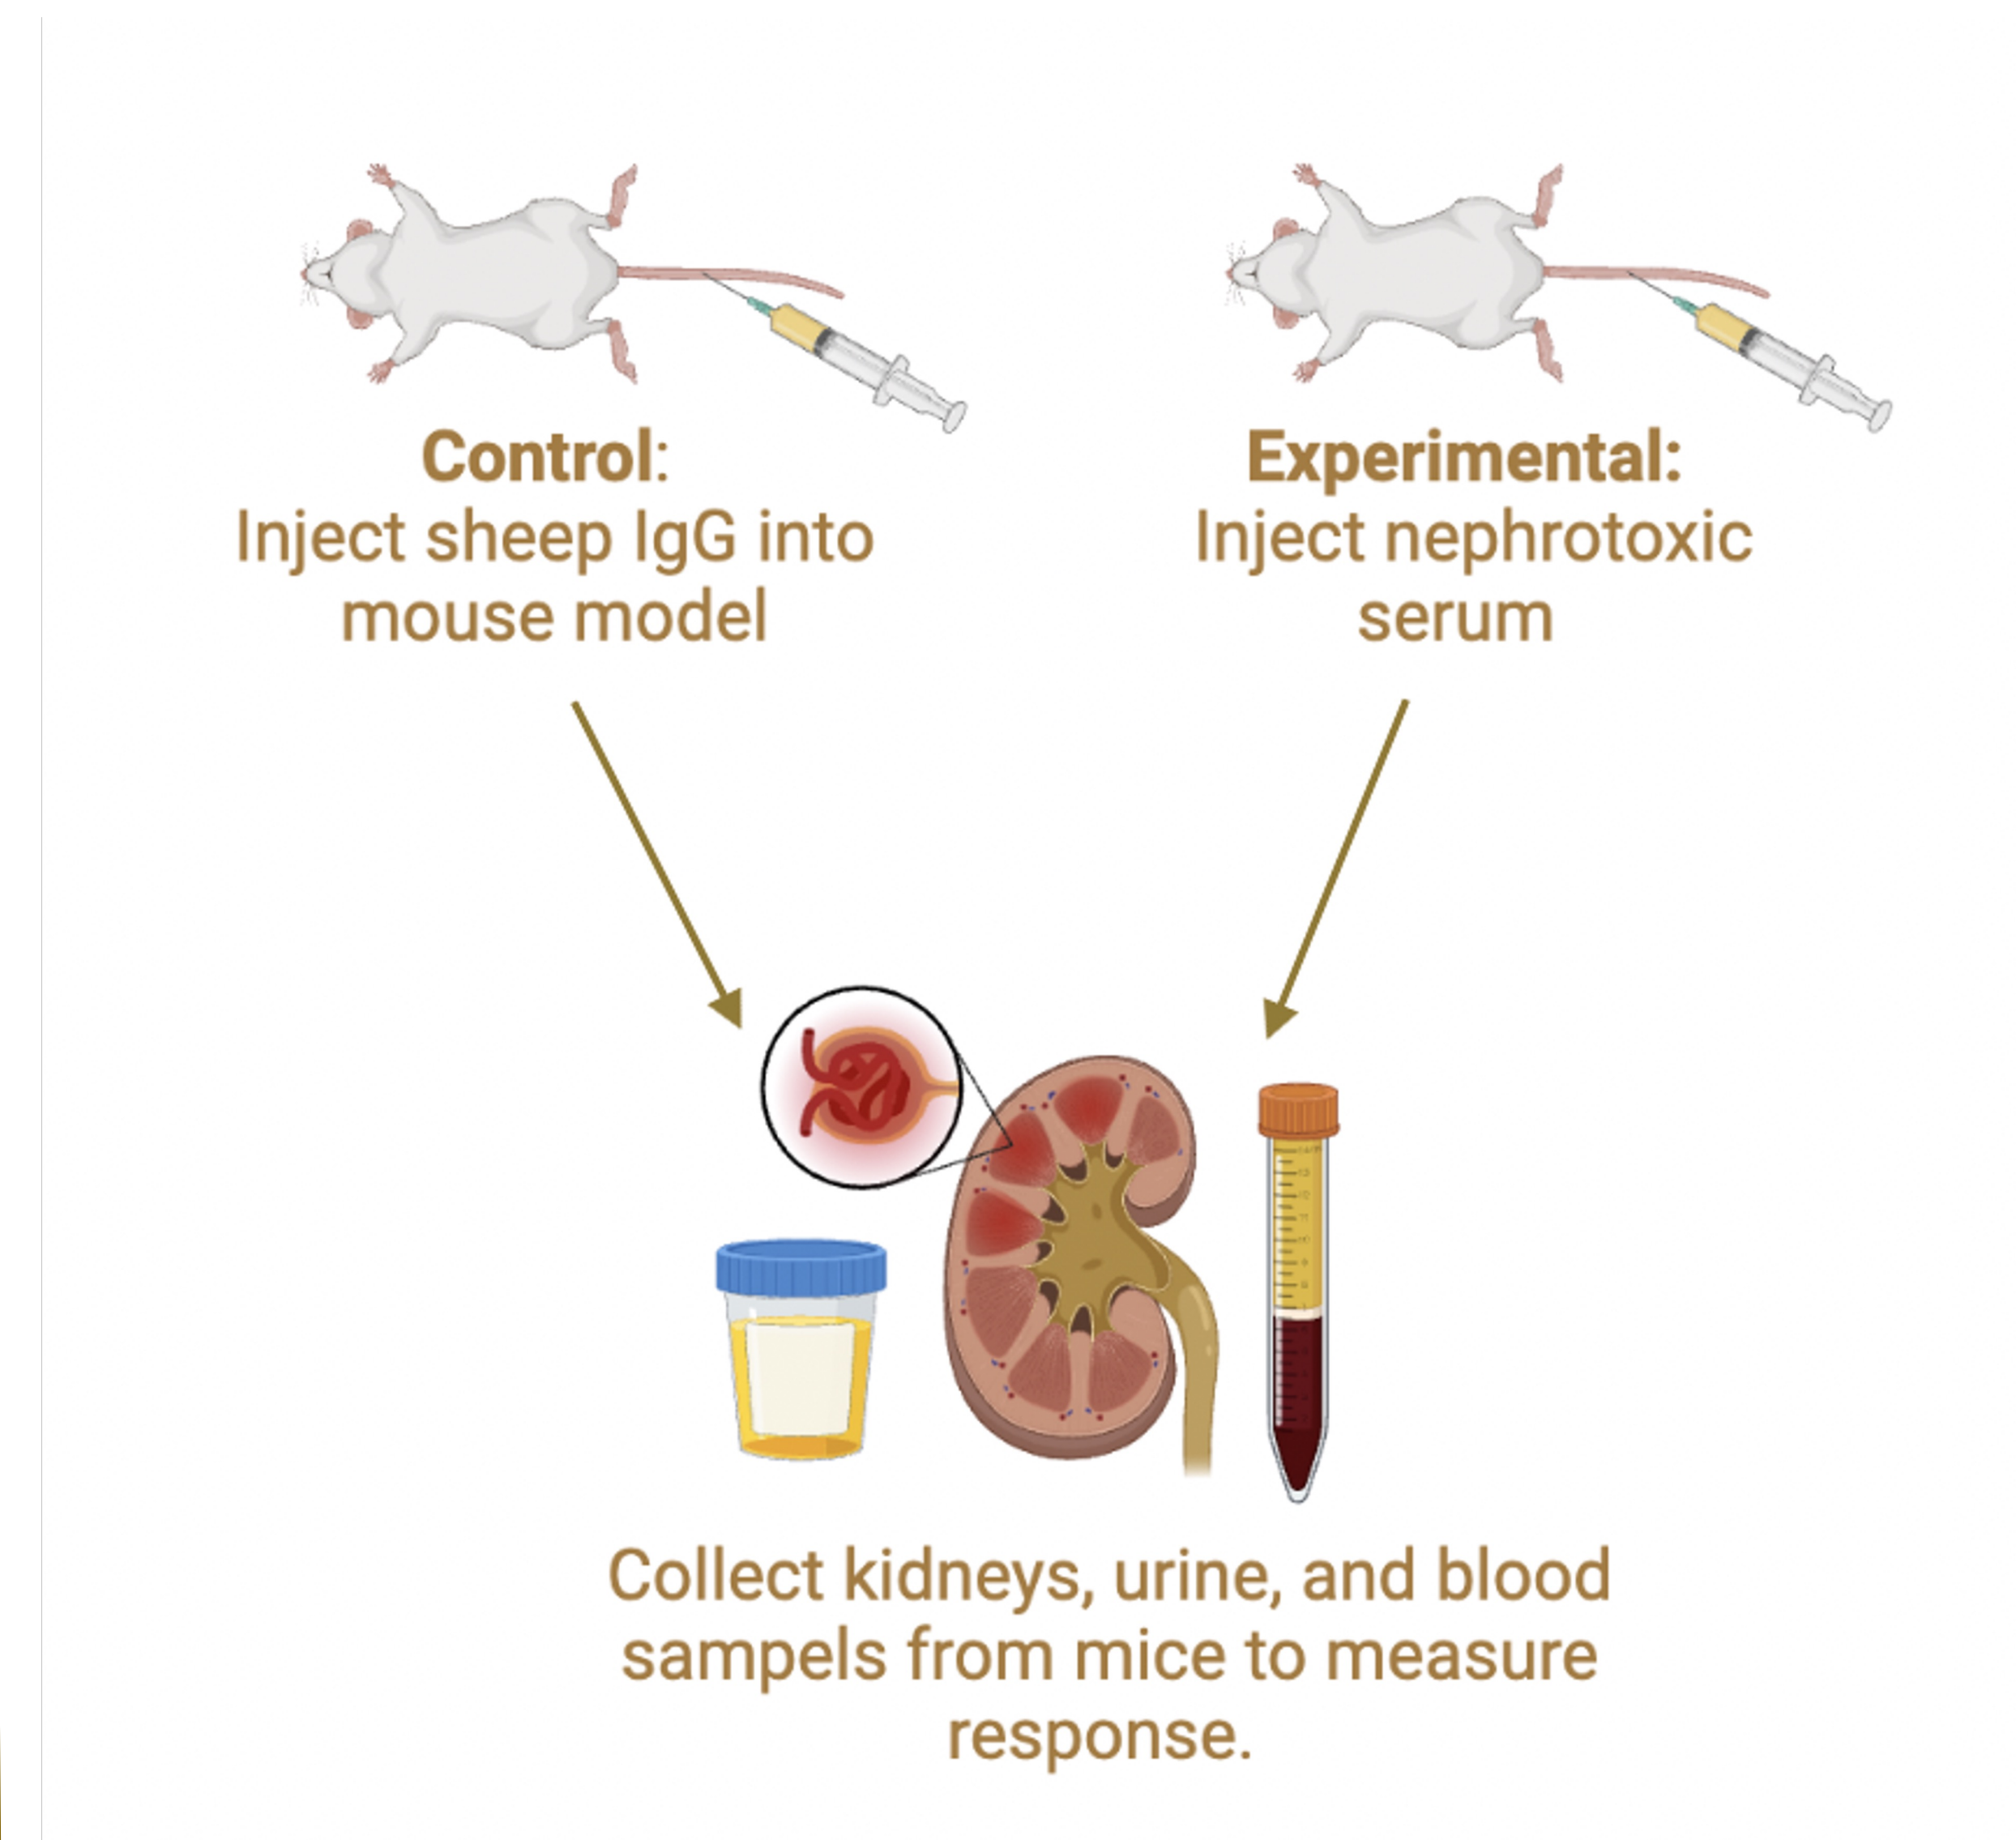 Control:
Inject sheep IgG into
mouse model
Experimental:
Inject nephrotoxic
serum
Collect kidneys, urine, and blood
sampels from mice to measure
response.